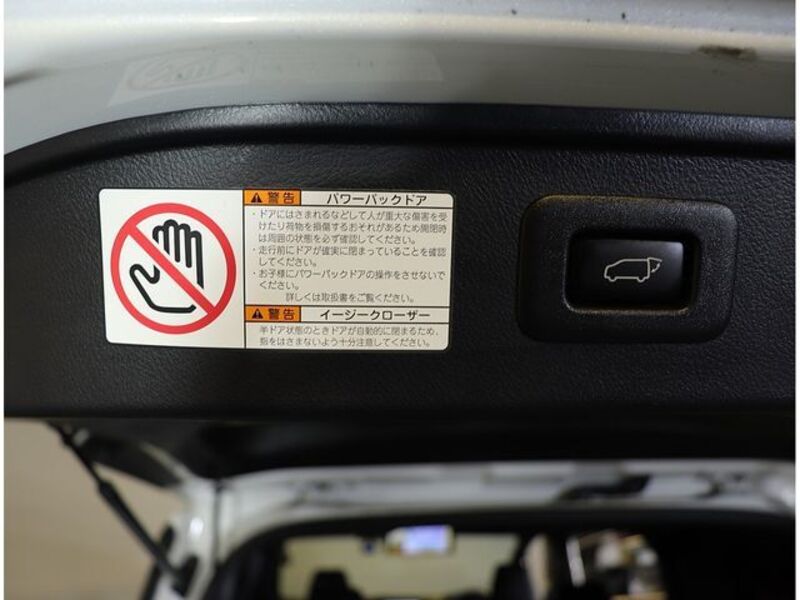 警告 パワーバックドア
・ドアにはさまれるなどして人が重大な傷害を受
けたり荷物を損傷するおそれがあるため開閉時
は周囲の状態を必ず確認してください。
・走行前にドアが確実に閉まっていることを確認
してください。
・お子様にパワーバックドアの操作をさせないで
ください。
詳しくは取扱書をご覧ください。
警告 イージークローザー
半ドア状態のときドアが自動的に閉まるため、
指をはさまないよう十分注意してください。